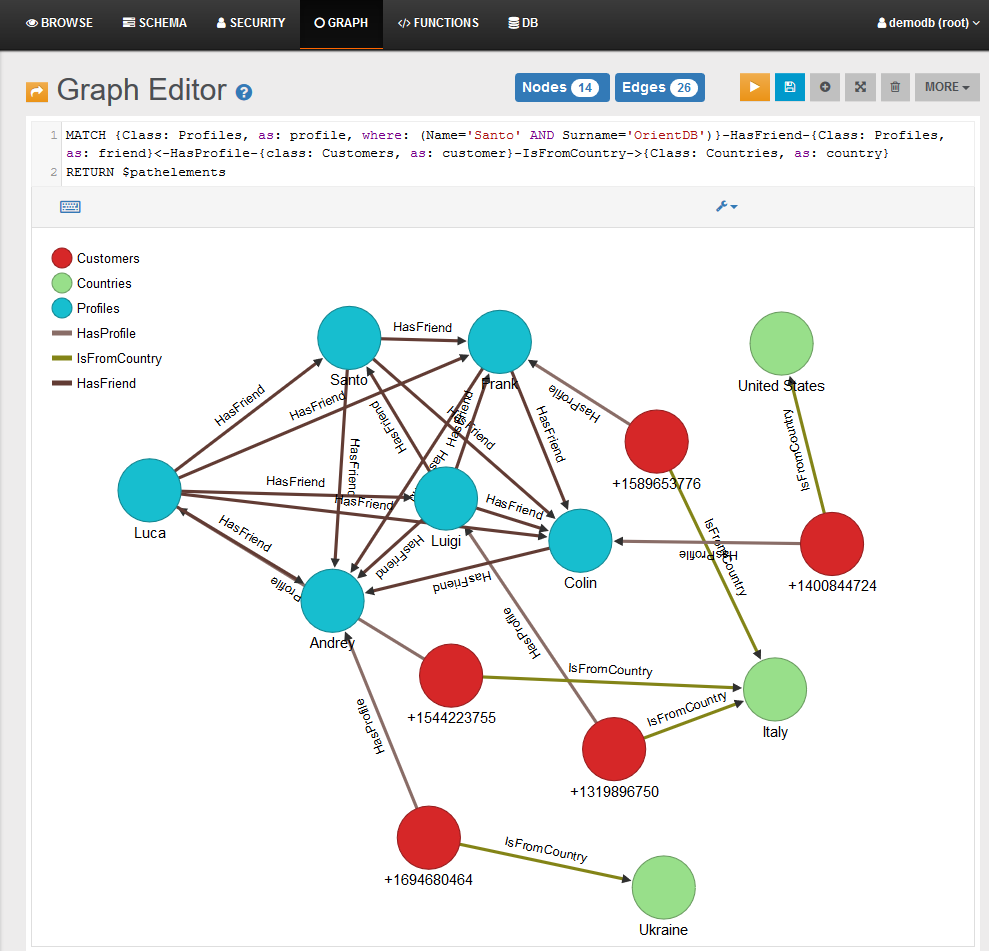 BROWSE SCHEMA SECURITY GRAPH FUNCTIONS DB demodb (root)
Graph Editor ? Nodes 14 Edges 26 MORE
1 MATCH {Class: Profiles, as: profile, where: (Name='Santo' AND Surname='OrientDB')}-HasFriend-{Class: Profiles,
as: friend}<-HasProfile-{class: Customers, as: customer}-IsFromCountry->{Class: Countries, as: country}
2 RETURN $pathelements
Customers
Countries
Profiles
HasProfile
IsFromCountry
HasFriend
HasFriend
Santo
Frank
United States
HasFriend
HasFriend
HasProfile
HasFriend
HasFriend
HasFriend
HasFriend
IsFromCountry
HasFriend
HasFriend
HasFriend
HasFriend
HasFriend
+1589653776
Luca
Luigi
Colin
HasFriend
HasFriend
HasFriend
IsFromCountry
HasProfile
+1400844724
Profile
Andrey
HasProfile
IsFromCountry
+1544223755
HasProfile
IsFromCountry
Italy
+1319896750
IsFromCountry
+1694680464
Ukraine